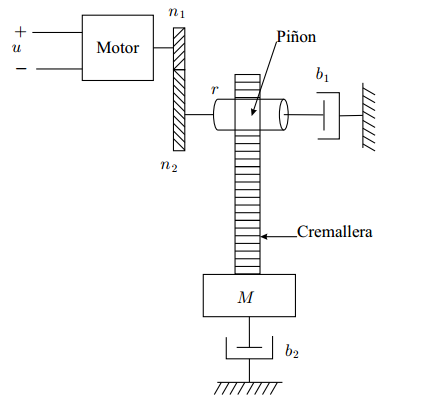 n₁
+
u
−
Motor
Piñon
b₁
r
n₂
Cremallera
M
b₂